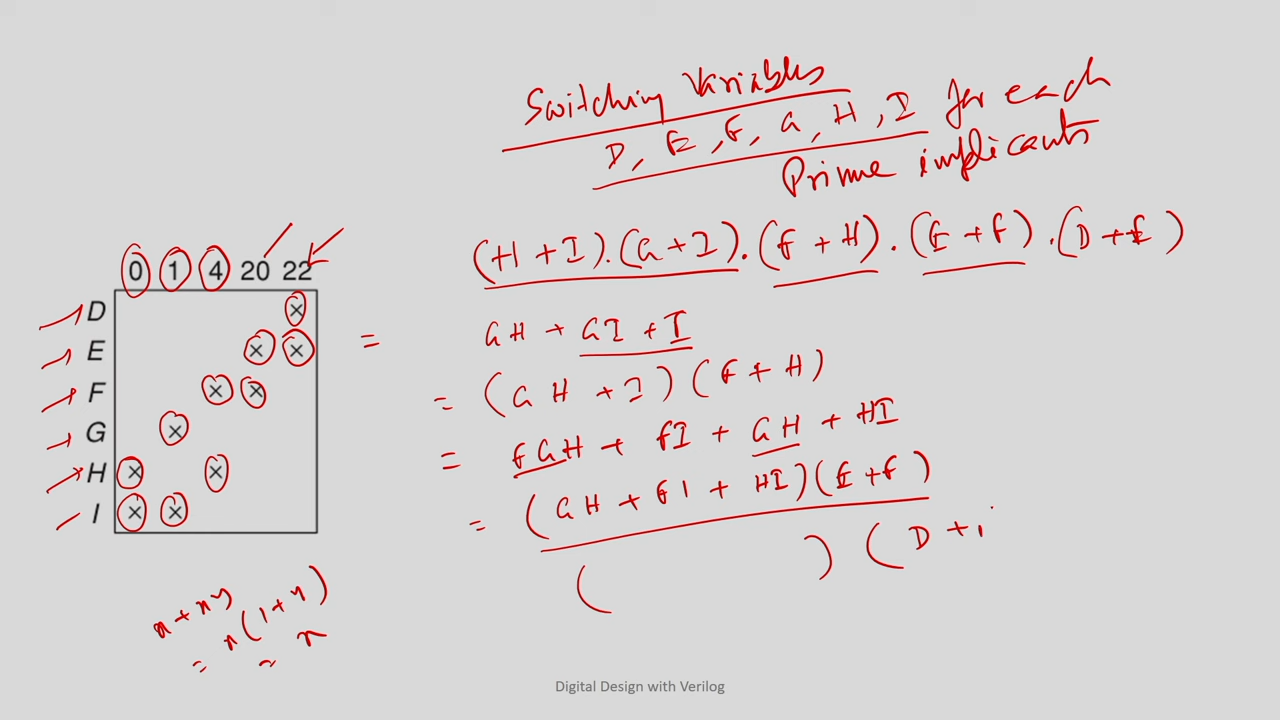 Switching Variables
D, E, F, G, H, I for each
Prime implicants
(H + I).(G + I).(F + H).(E + F).(D + E)
0 1 4 20 22
D × 
E × ×
F × ×
G ×
H × ×
I × ×
= GH + GI + I
= (GH + I)(F + H)
= FGH + FI + GH + HI
= (GH + FI + HI)(E + F)
( ) (D +
x + xy
= x(1 + y)
= x
Digital Design with Verilog